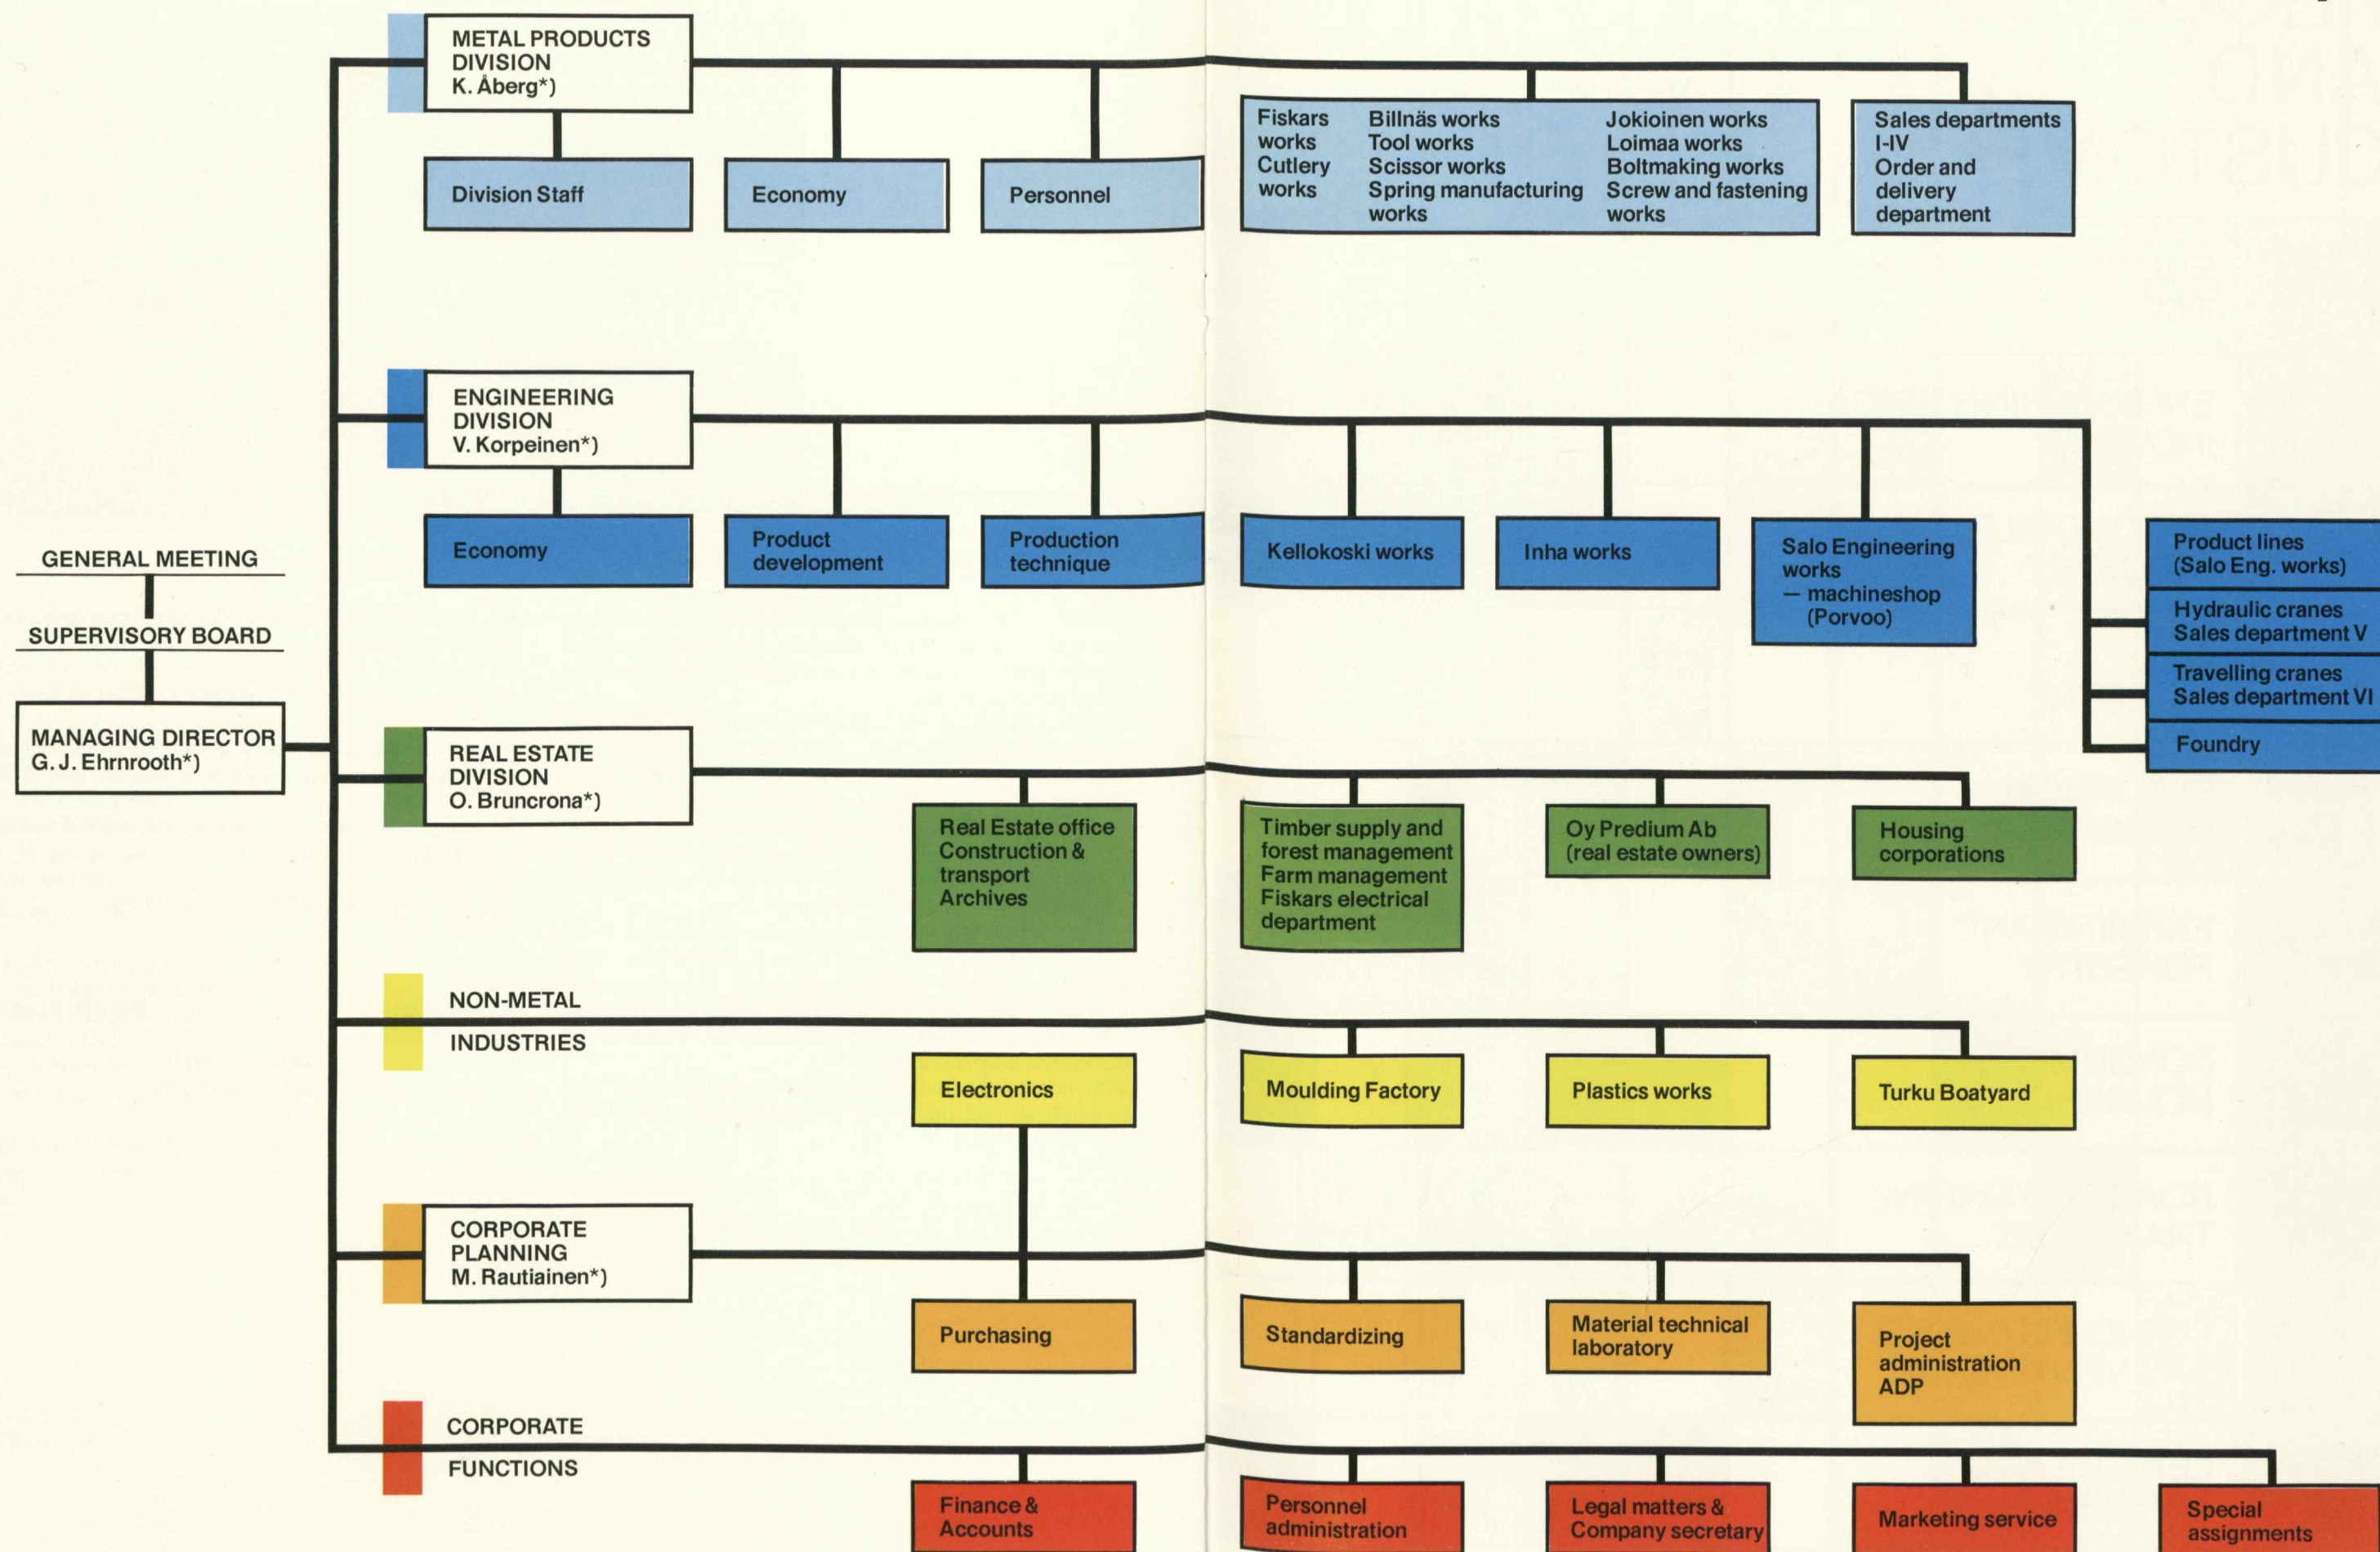 METAL PRODUCTS
DIVISION
K. Åberg*)
Division Staff
Economy
Personnel
Fiskars
works
Cutlery
works
Billnäs works
Tool works
Scissor works
Spring manufacturing
works
Jokioinen works
Loimaa works
Boltmaking works
Screw and fastening
works
Sales departments
I-IV
Order and
delivery
department
ENGINEERING
DIVISION
V. Korpeinen*)
Economy
Product
development
Production
technique
Kellokoski works
Inha works
Salo Engineering
works
— machineshop
(Porvoo)
Product lines
(Salo Eng. works)
Hydraulic cranes
Sales department V
Travelling cranes
Sales department VI
Foundry
GENERAL MEETING
SUPERVISORY BOARD
MANAGING DIRECTOR
G. J. Ehrnrooth*)
REAL ESTATE
DIVISION
O. Bruncrona*)
Real Estate office
Construction &
transport
Archives
Timber supply and
forest management
Farm management
Fiskars electrical
department
Oy Predium Ab
(real estate owners)
Housing
corporations
NON-METAL
INDUSTRIES
Electronics
Moulding Factory
Plastics works
Turku Boatyard
CORPORATE
PLANNING
M. Rautiainen*)
Purchasing
Standardizing
Material technical
laboratory
Project
administration
ADP
CORPORATE
FUNCTIONS
Finance &
Accounts
Personnel
administration
Legal matters &
Company secretary
Marketing service
Special
assignments